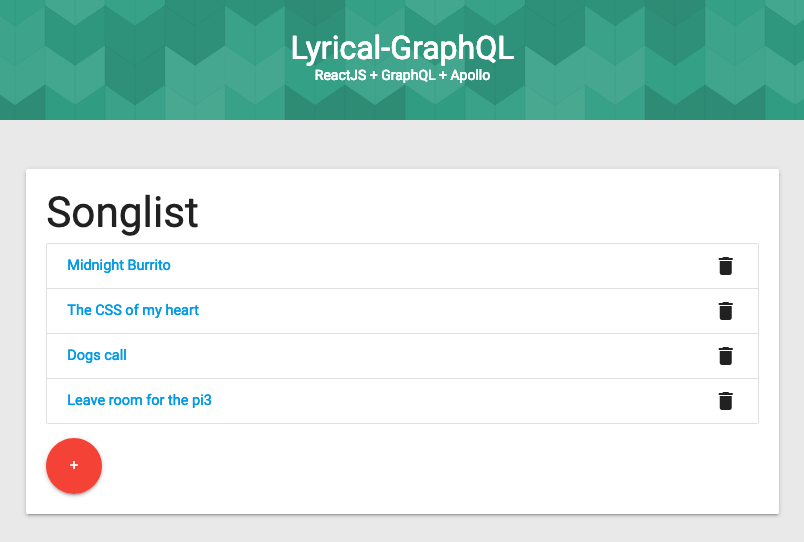 Lyrical-GraphQL
ReactJS + GraphQL + Apollo
Songlist
Midnight Burrito
The CSS of my heart
Dogs call
Leave room for the pi3
+